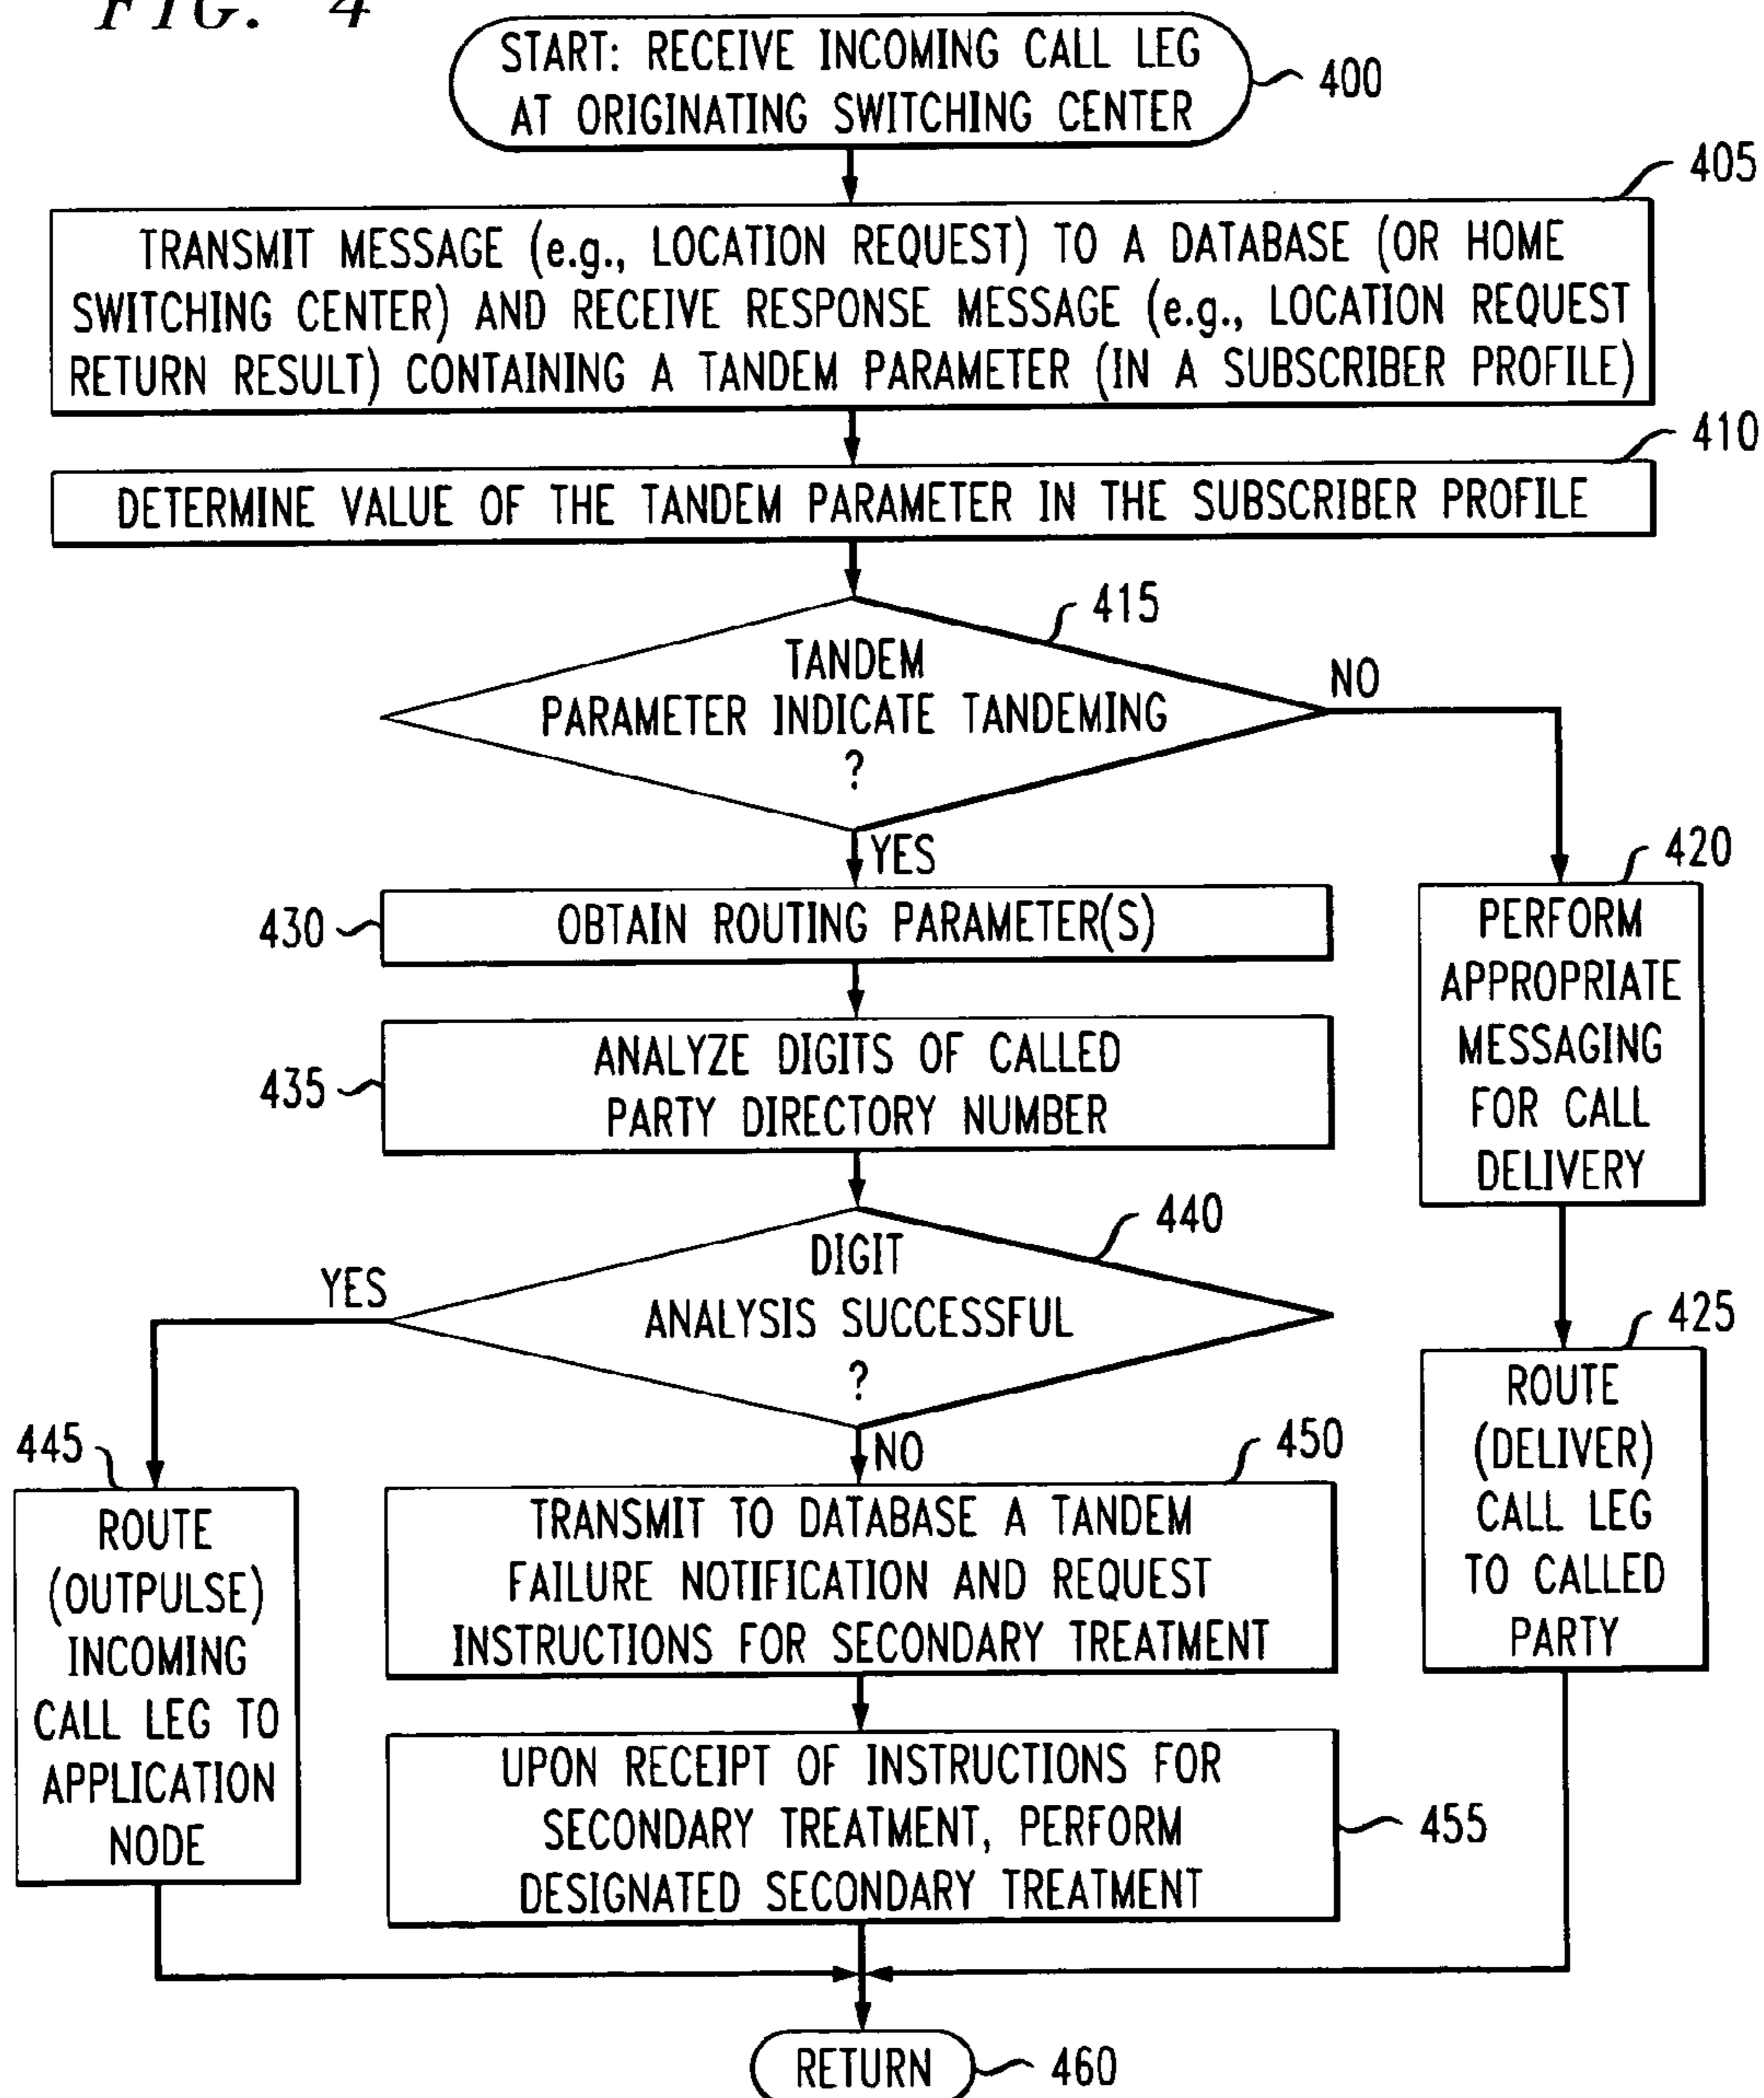 FIG. 4
START: RECEIVE INCOMING CALL LEG
AT ORIGINATING SWITCHING CENTER
400
405
TRANSMIT MESSAGE (e.g., LOCATION REQUEST) TO A DATABASE (OR HOME
SWITCHING CENTER) AND RECEIVE RESPONSE MESSAGE (e.g., LOCATION REQUEST
RETURN RESULT) CONTAINING A TANDEM PARAMETER (IN A SUBSCRIBER PROFILE)
410
DETERMINE VALUE OF THE TANDEM PARAMETER IN THE SUBSCRIBER PROFILE
415
TANDEM
PARAMETER INDICATE TANDEMING
?
NO
YES
420
PERFORM
APPROPRIATE
MESSAGING
FOR CALL
DELIVERY
430
OBTAIN ROUTING PARAMETER(S)
435
ANALYZE DIGITS OF CALLED
PARTY DIRECTORY NUMBER
440
DIGIT
ANALYSIS SUCCESSFUL
?
YES
NO
425
ROUTE
(DELIVER)
CALL LEG
TO CALLED
PARTY
445
ROUTE
(OUTPULSE)
INCOMING
CALL LEG TO
APPLICATION
NODE
450
TRANSMIT TO DATABASE A TANDEM
FAILURE NOTIFICATION AND REQUEST
INSTRUCTIONS FOR SECONDARY TREATMENT
UPON RECEIPT OF INSTRUCTIONS FOR
SECONDARY TREATMENT, PERFORM
DESIGNATED SECONDARY TREATMENT
455
RETURN
460